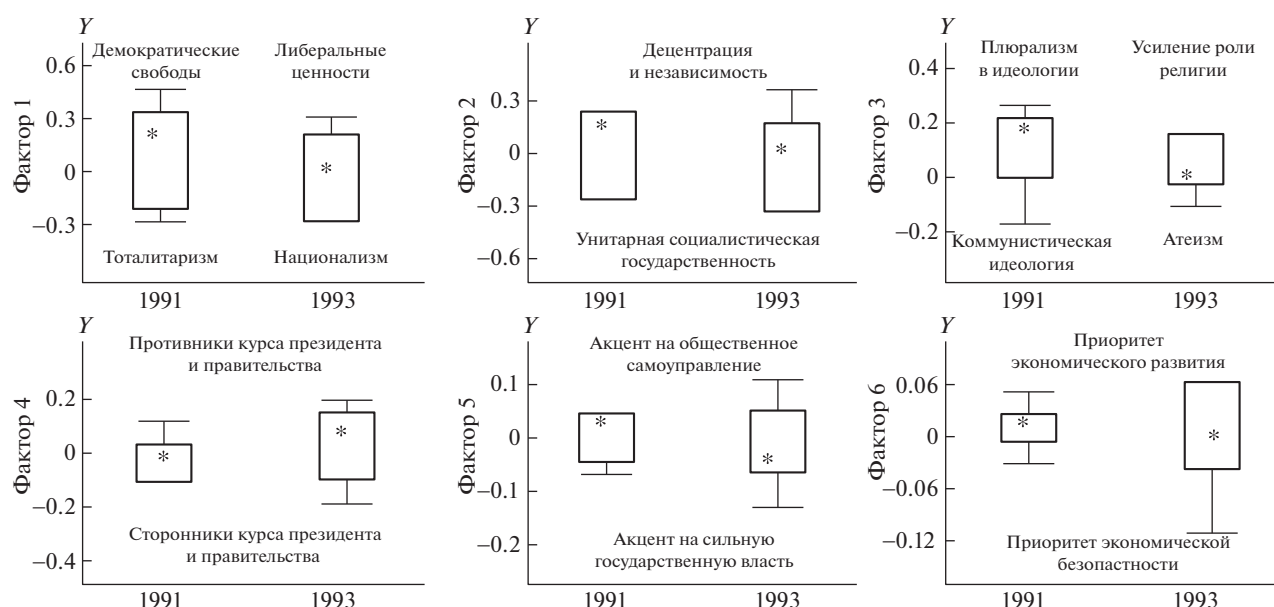 Y
Демократические
свободы
Либеральные
ценности
0.6
0.3
0
–0.3
Фактор 1
*
*
Тоталитаризм
Национализм
1991
1993
Y
Децентрация
и независимость
0.3
0
–0.3
–0.6
Фактор 2
*
*
Унитарная социалистическая
государственность
1991
1993
Y
Плюрализм
в идеологии
Усиление роли
религии
0.4
0.2
0
–0.2
Фактор 3
*
*
Коммунистическая
идеология
Атеизм
1991
1993
Y
Противники курса президента
и правительства
0.2
0
–0.2
–0.4
Фактор 4
*
*
Сторонники курса президента
и правительства
1991
1993
Y
Акцент на общественное
самоуправление
0.1
0
–0.1
–0.2
Фактор 5
*
*
Акцент на сильную
государственную власть
1991
1993
Y
Приоритет
экономического развития
0.06
0
–0.06
–0.12
Фактор 6
*
*
Приоритет экономической
безопастности
1991
1993